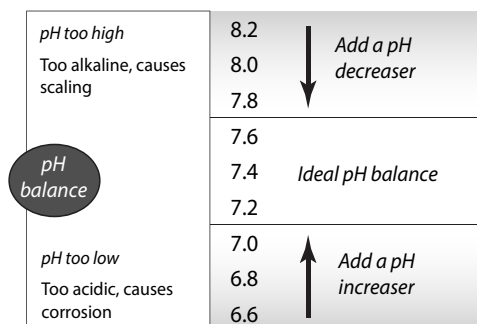 pH too high
Too alkaline, causes
scaling
8.2
8.0
7.8
Add a pH
decreaser
pH
balance
7.6
7.4
7.2
Ideal pH balance
pH too low
Too acidic, causes
corrosion
7.0
6.8
6.6
Add a pH
increaser